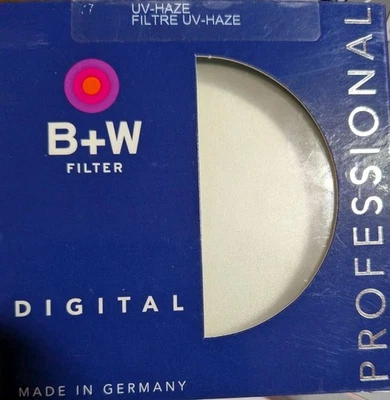 UV-HAZE
FILTRE UV-HAZE
B+W
FILTER
PROFESSIONAL
DIGITAL
MADE IN GERMANY